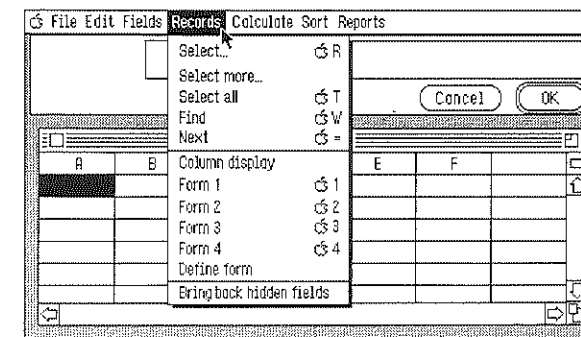 File Edit Fields Records Calculate Sort Reports
Select... R
Select more...
Select all T
Find W
Next =
Cancel OK
Column display
Form 1 1
Form 2 2
Form 3 3
Form 4 4
Define form
Bring back hidden fields
A B E F